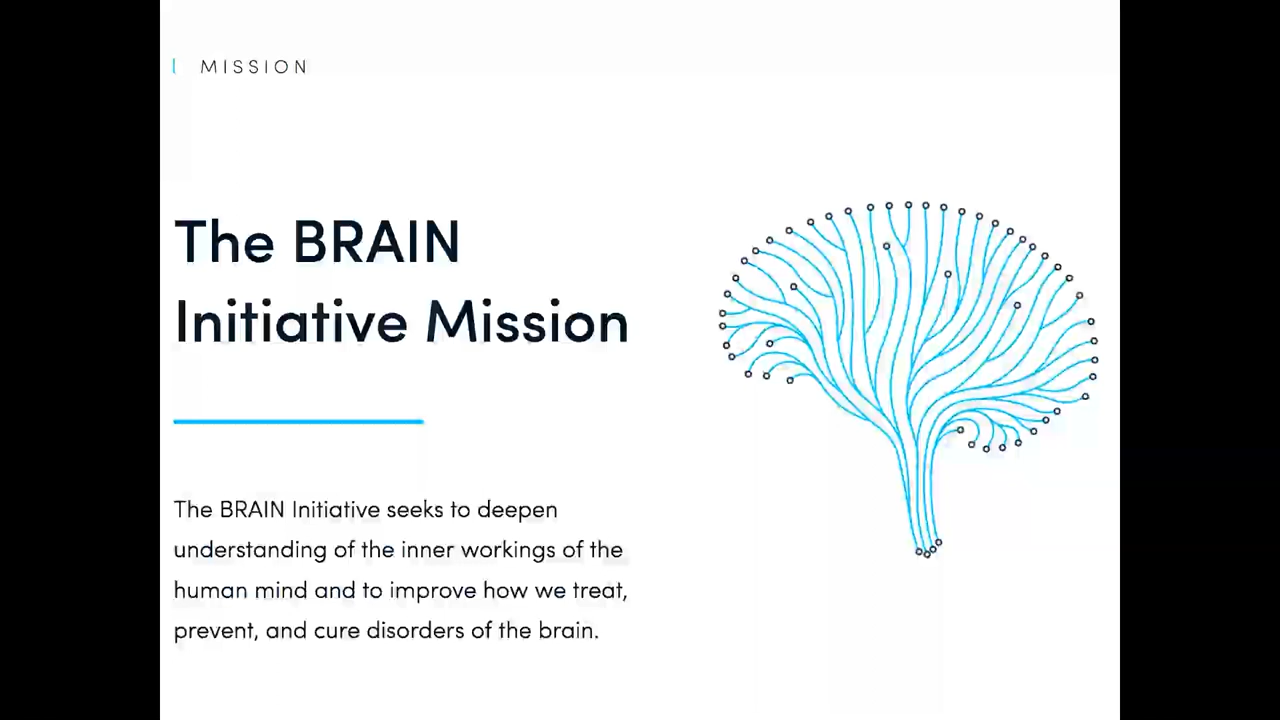 MISSION
The BRAIN
Initiative Mission
The BRAIN Initiative seeks to deepen
understanding of the inner workings of the
human mind and to improve how we treat,
prevent, and cure disorders of the brain.